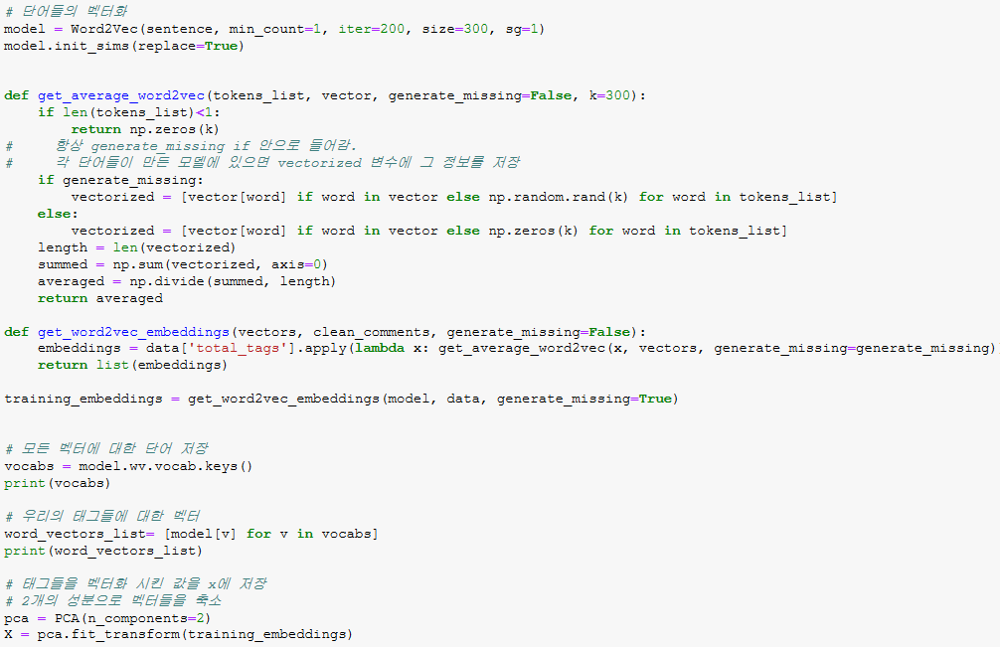 # 단어들의 벡터화
model = Word2Vec(sentence, min_count=1, iter=200, size=300, sg=1)
model.init_sims(replace=True)
def get_average_word2vec(tokens_list, vector, generate_missing=False, k=300):
    if len(tokens_list)<1:
        return np.zeros(k)
#     항상 generate_missing if 안으로 들어감.
#     각 단어들이 만든 모델에 있으면 vectorized 변수에 그 정보를 저장
    if generate_missing:
        vectorized = [vector[word] if word in vector else np.random.rand(k) for word in tokens_list]
    else:
        vectorized = [vector[word] if word in vector else np.zeros(k) for word in tokens_list]
    length = len(vectorized)
    summed = np.sum(vectorized, axis=0)
    averaged = np.divide(summed, length)
    return averaged
def get_word2vec_embeddings(vectors, clean_comments, generate_missing=False):
    embeddings = data['total_tags'].apply(lambda x: get_average_word2vec(x, vectors, generate_missing=generate_missing)
    return list(embeddings)
training_embeddings = get_word2vec_embeddings(model, data, generate_missing=True)
# 모든 벡터에 대한 단어 저장
vocabs = model.wv.vocab.keys()
print(vocabs)
# 우리의 태그들에 대한 벡터
word_vectors_list= [model[v] for v in vocabs]
print(word_vectors_list)
# 태그들을 벡터화 시킨 값을 x에 저장
# 2개의 성분으로 벡터들을 축소
pca = PCA(n_components=2)
X = pca.fit_transform(training_embeddings)